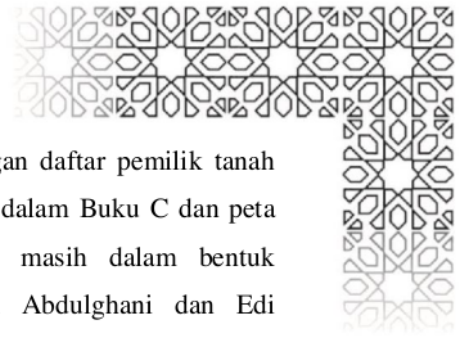 gan daftar pemilik tanah
dalam Buku C dan peta
masih dalam bentuk
Abdulghani dan Edi